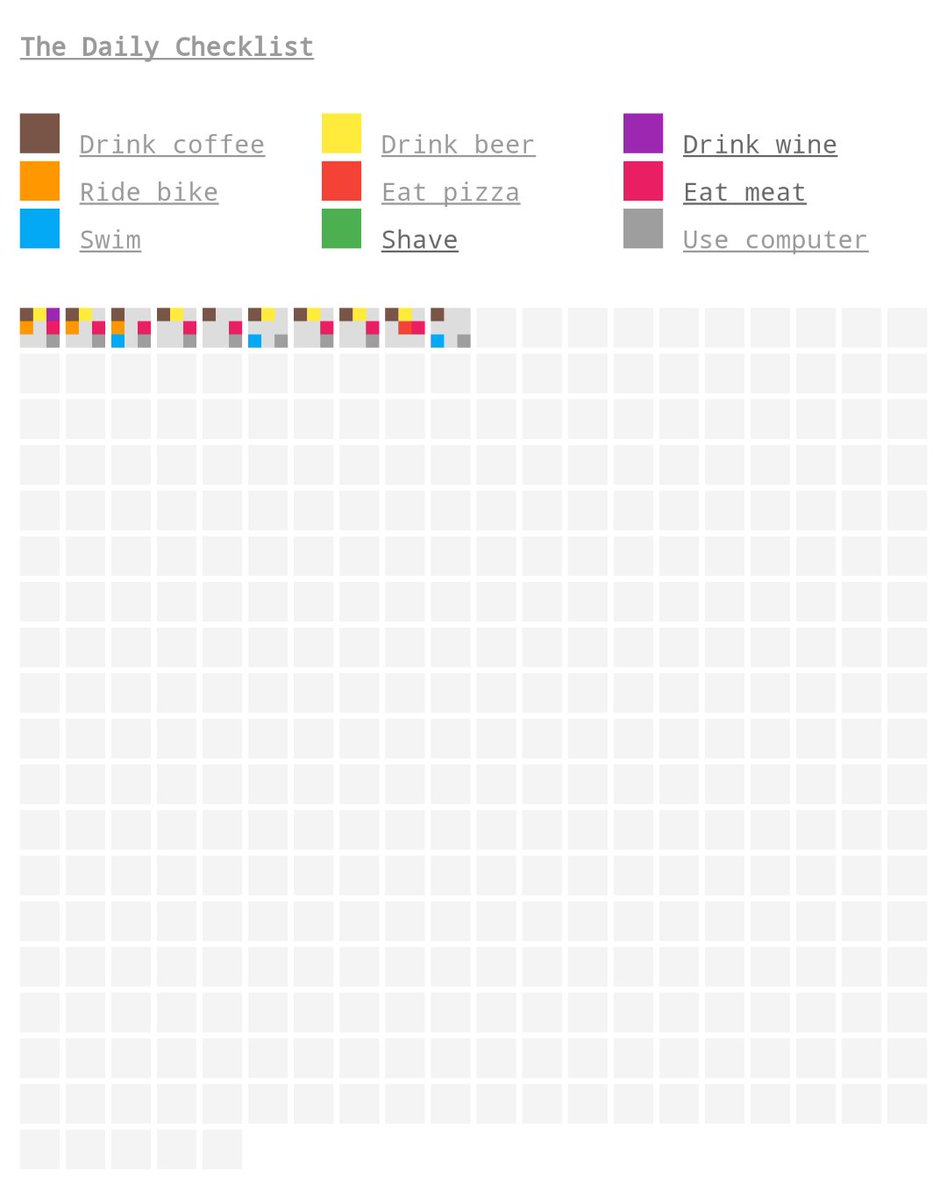 The Daily Checklist
Drink coffee Drink beer Drink wine
Ride bike Eat pizza Eat meat
Swim Shave Use computer